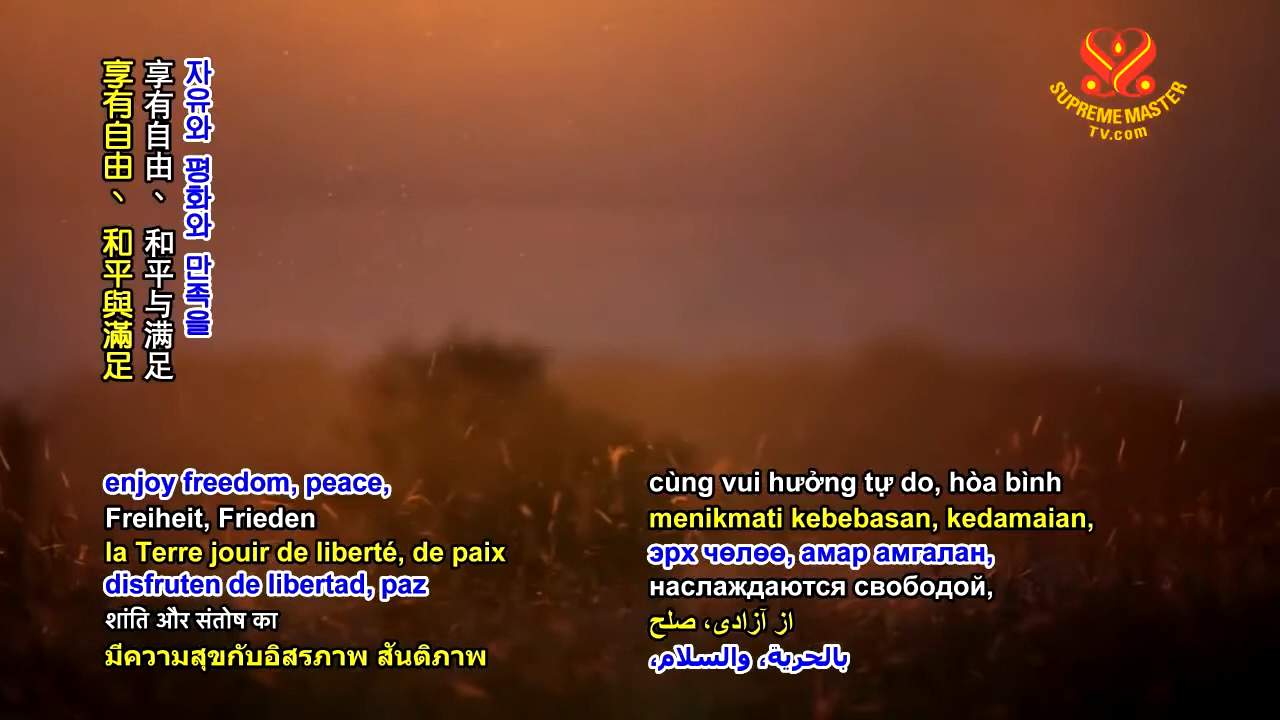 享有自由、和平與滿足
享有自由、和平与满足
자유와 평화와 만족을
SUPREME MASTER
TV.com
enjoy freedom, peace,
Freiheit, Frieden
la Terre jouir de liberté, de paix
disfruten de libertad, paz
शांति और संतोष का
มีความสุขกับอิสรภาพ สันติภาพ
cùng vui hưởng tự do, hòa bình
menikmati kebebasan, kedamaian,
эрх чөлөө, амар амгалан,
наслаждаются свободой,
از آزادی، صلح
بالحرية، والسلام،